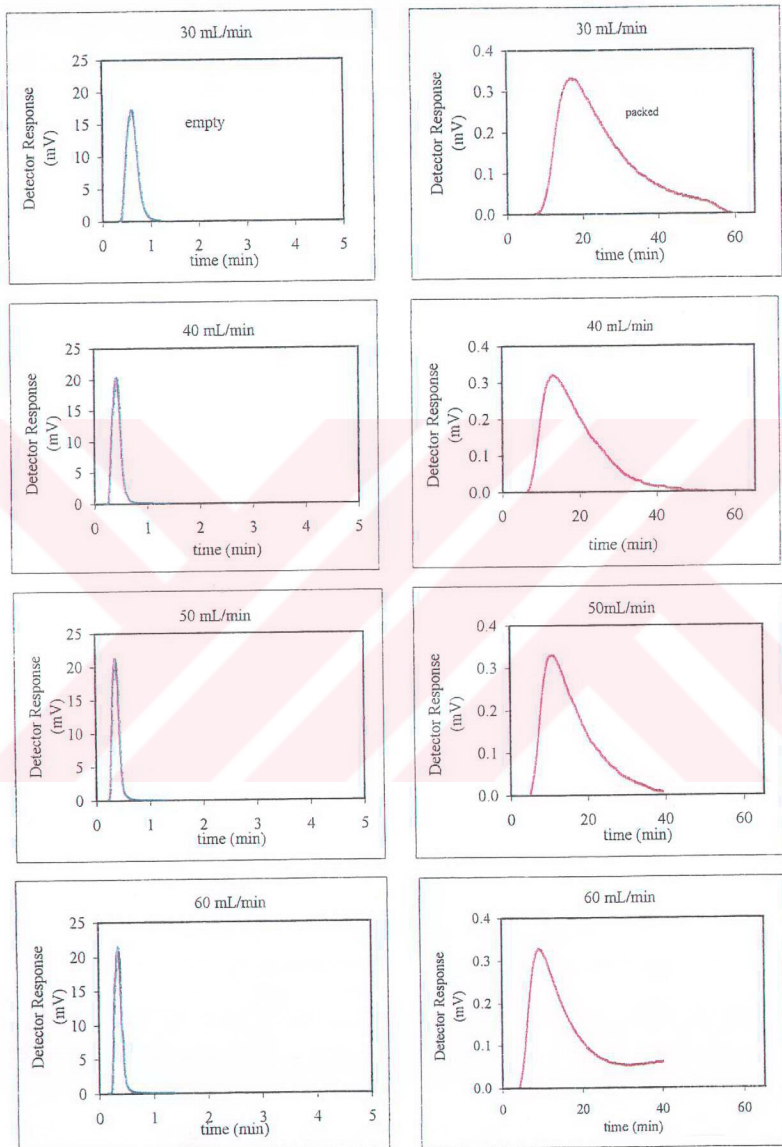 30 mL/min
Detector Response
(mV)
25
20
15
10
5
0
empty
0 1 2 3 4 5
time (min)
30 mL/min
Detector Response
(mV)
0.4
0.3
0.2
0.1
0.0
packed
0 20 40 60
time (min)
40 mL/min
Detector Response
(mV)
25
20
15
10
5
0
0 1 2 3 4 5
time (min)
40 mL/min
Detector Response
(mV)
0.4
0.3
0.2
0.1
0.0
0 20 40 60
time (min)
50 mL/min
Detector Response
(mV)
25
20
15
10
5
0
0 1 2 3 4 5
time (min)
50mL/min
Detector Response
(mV)
0.4
0.3
0.2
0.1
0.0
0 20 40 60
time (min)
60 mL/min
Detector Response
(mV)
25
20
15
10
5
0
0 1 2 3 4 5
time (min)
60 mL/min
Detector Response
(mV)
0.4
0.3
0.2
0.1
0.0
0 20 40 60
time (min)